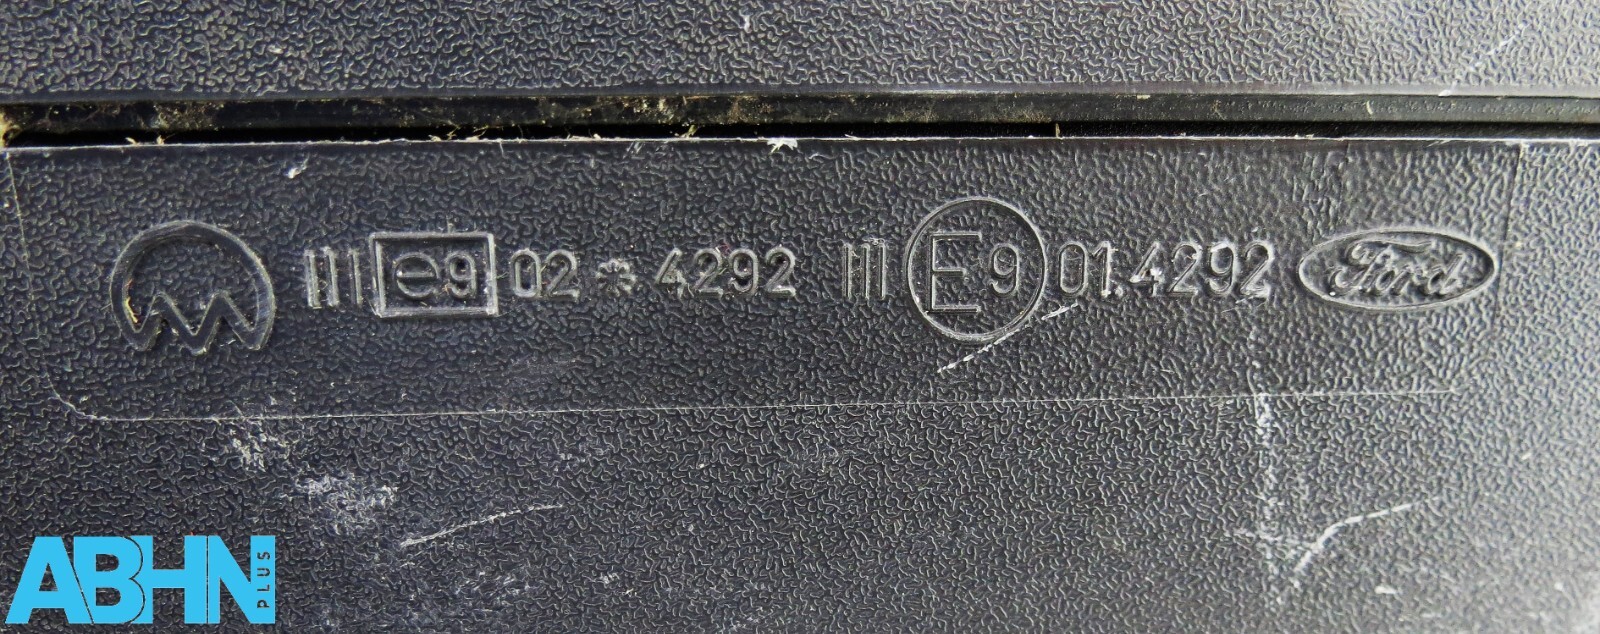 III e9 02 * 4292 III E9 01.4292 Ford
ABHN PLUS